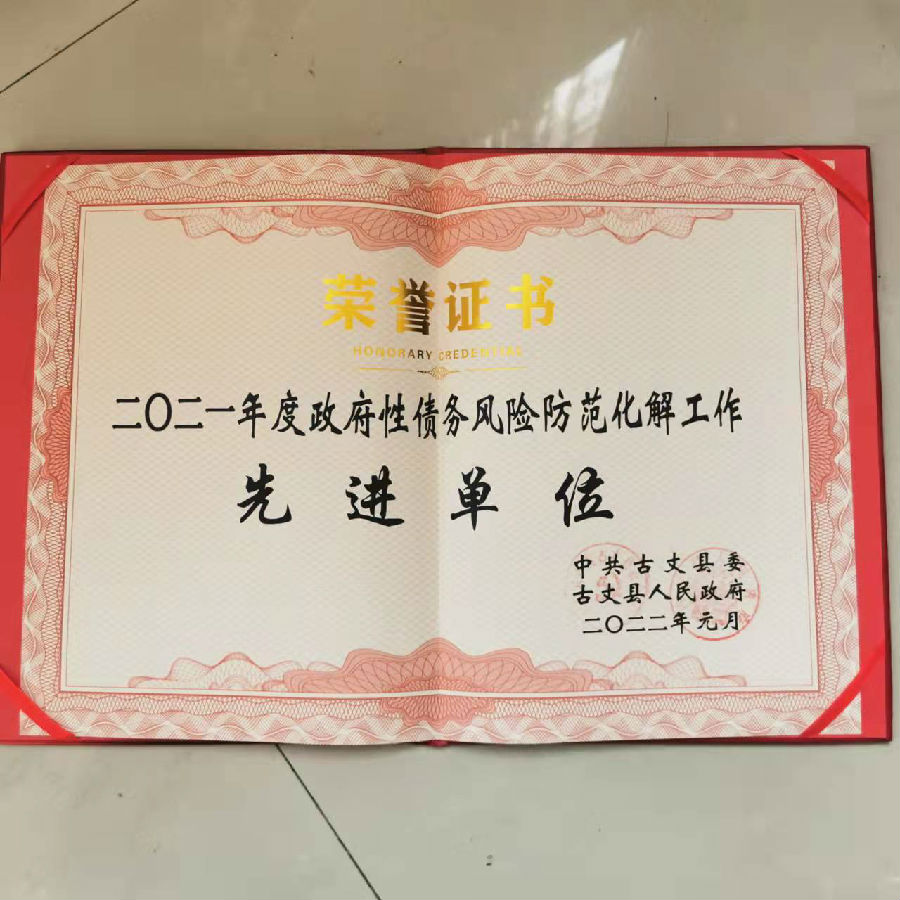 荣誉证书
HONORARY CREDENTIAL
二〇二一年度政府性债务风险防范化解工作
先进单位
中共古丈县委
古丈县人民政府
二〇二二年元月